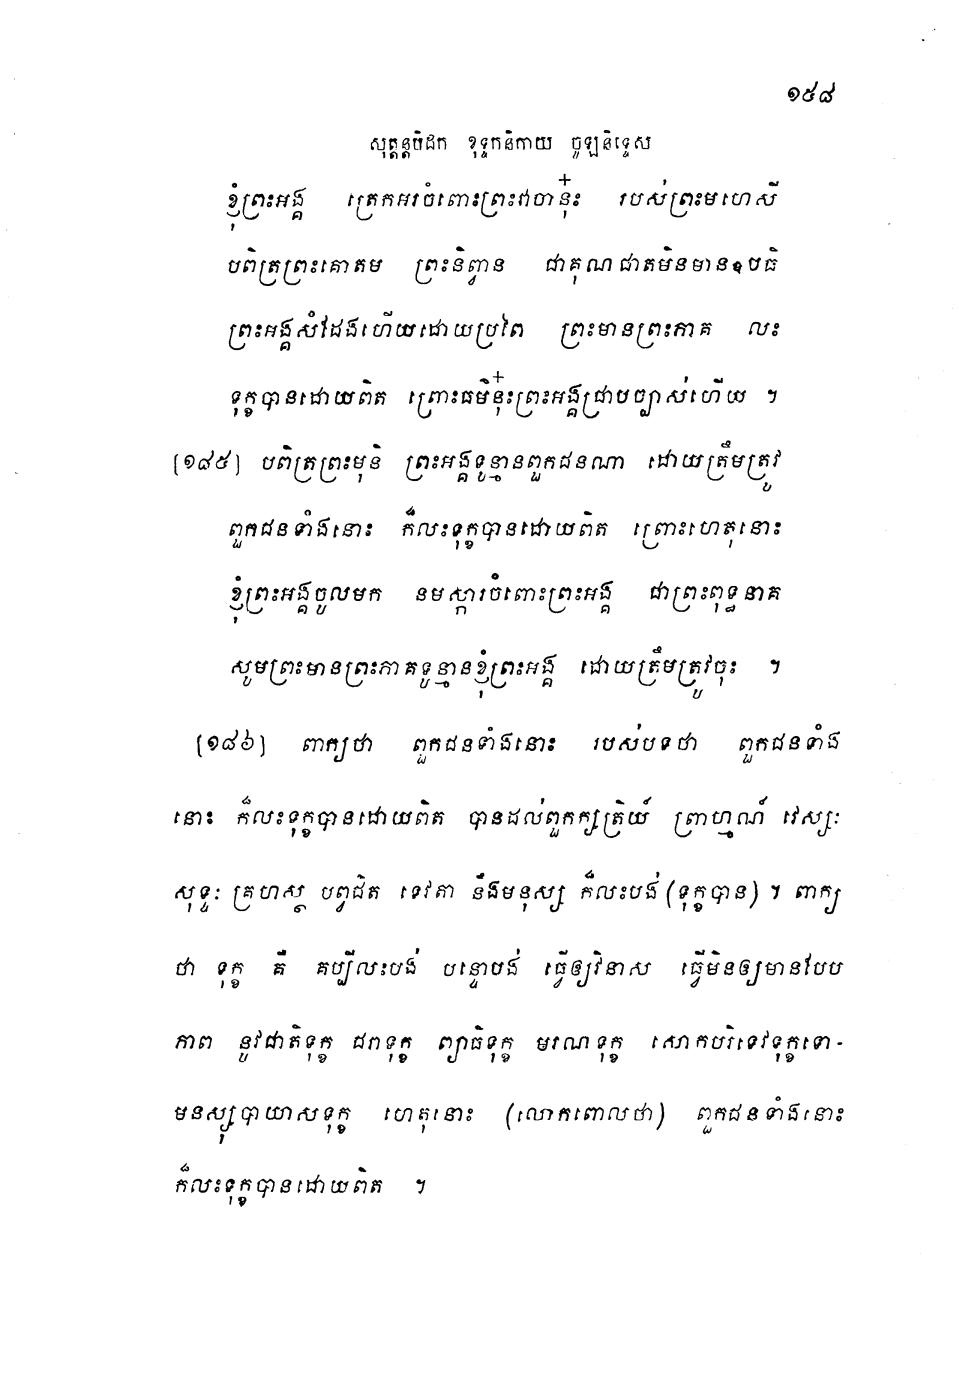 ១៥៨
សុត្តន្តបិដក ខុទ្ទកនិកាយ ចូឡនិទ្ទេស
ខ្ញុំព្រះអង្គ ត្រេកអរចំពោះព្រះវាចានុ៎ះ របស់ព្រះមហេសី
បពិត្រព្រះគោតម ព្រះនិព្វាន ជាគុណជាតមិនមានឧបធិ
ព្រះអង្គសំដែងហើយដោយប្រពៃ ព្រះមានព្រះភាគ លះ
ទុក្ខបានដោយពិត ព្រោះធម៌នុ៎ះព្រះអង្គជ្រាបច្បាស់ហើយ ។
[១៨៥] បពិត្រព្រះមុនិ ព្រះអង្គទូន្មានពួកជនណា ដោយត្រឹមត្រូវ
ពួកជនទាំងនោះ ក៏លះទុក្ខបានដោយពិត ព្រោះហេតុនោះ
ខ្ញុំព្រះអង្គចូលមក នមស្ការចំពោះព្រះអង្គ ជាព្រះពុទ្ធនាគ
សូមព្រះមានព្រះភាគទូន្មានខ្ញុំព្រះអង្គ ដោយត្រឹមត្រូវចុះ ។
[១៨៦] ពាក្យថា ពួកជនទាំងនោះ របស់បទថា ពួកជនទាំង
នោះ ក៏លះទុក្ខបានដោយពិត បានដល់ពួកក្សត្រិយ៍ ព្រាហ្មណ៍ វេស្សៈ
សុទ្ទៈ គ្រហស្ថ បព្វជិត ទេវតា និងមនុស្ស ក៏លះបង់ (ទុក្ខបាន) ។ ពាក្យ
ថា ទុក្ខ គឺ គប្បីលះបង់ បន្ទោបង់ ធ្វើឲ្យវិនាស ធ្វើមិនឲ្យមានបែប
ភាព នូវជាតិទុក្ខ ជរាទុក្ខ ព្យាធិទុក្ខ មរណទុក្ខ សោកបរិទេវទុក្ខទោ-
មនស្សុបាយាសទុក្ខ ហេតុនោះ (លោកពោលថា) ពួកជនទាំងនោះ
ក៏លះទុក្ខបានដោយពិត ។